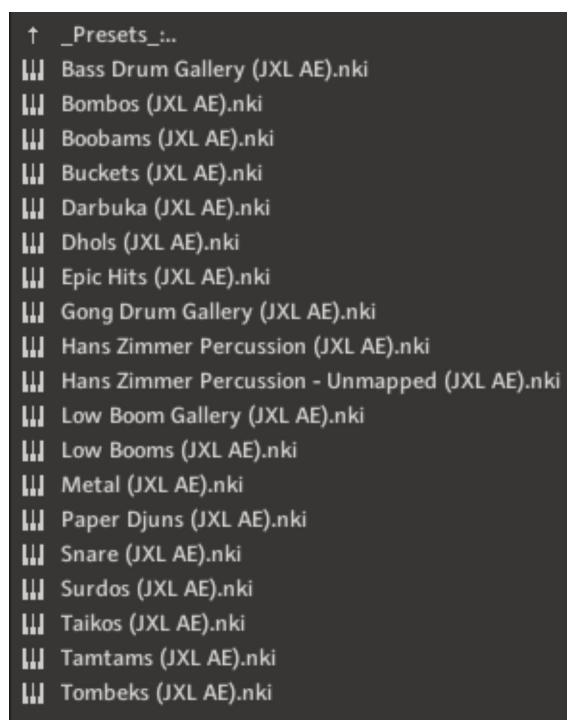 ↑ _Presets_:..
Bass Drum Gallery (JXL AE).nki
Bombos (JXL AE).nki
Boobams (JXL AE).nki
Buckets (JXL AE).nki
Darbuka (JXL AE).nki
Dhols (JXL AE).nki
Epic Hits (JXL AE).nki
Gong Drum Gallery (JXL AE).nki
Hans Zimmer Percussion (JXL AE).nki
Hans Zimmer Percussion - Unmapped (JXL AE).nki
Low Boom Gallery (JXL AE).nki
Low Booms (JXL AE).nki
Metal (JXL AE).nki
Paper Djuns (JXL AE).nki
Snare (JXL AE).nki
Surdos (JXL AE).nki
Taikos (JXL AE).nki
Tamtams (JXL AE).nki
Tombeks (JXL AE).nki